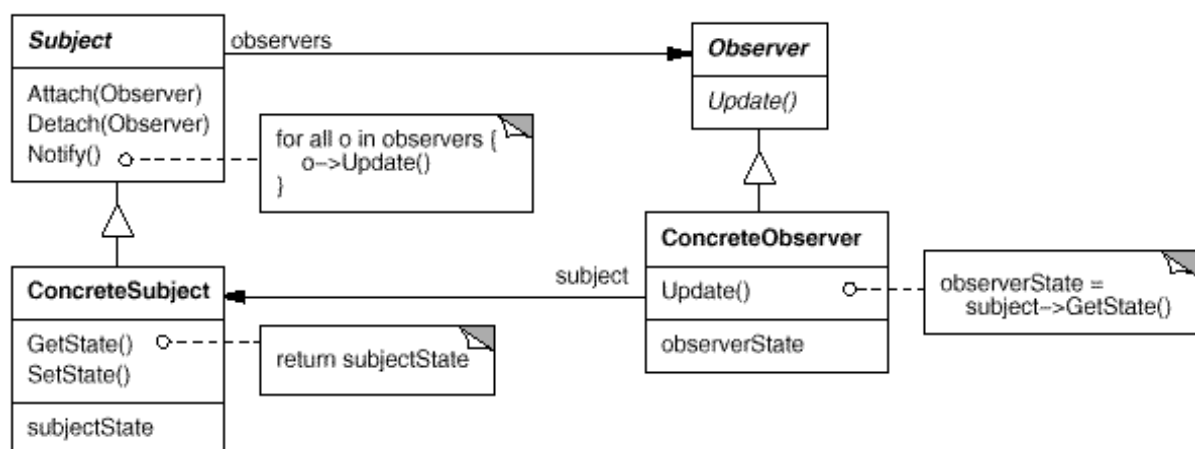 Subject
Attach(Observer)
Detach(Observer)
Notify()
observers
for all o in observers {
o->Update()
}
Observer
Update()
ConcreteSubject
GetState()
SetState()
subjectState
return subjectState
subject
ConcreteObserver
Update()
observerState
observerState =
subject->GetState()